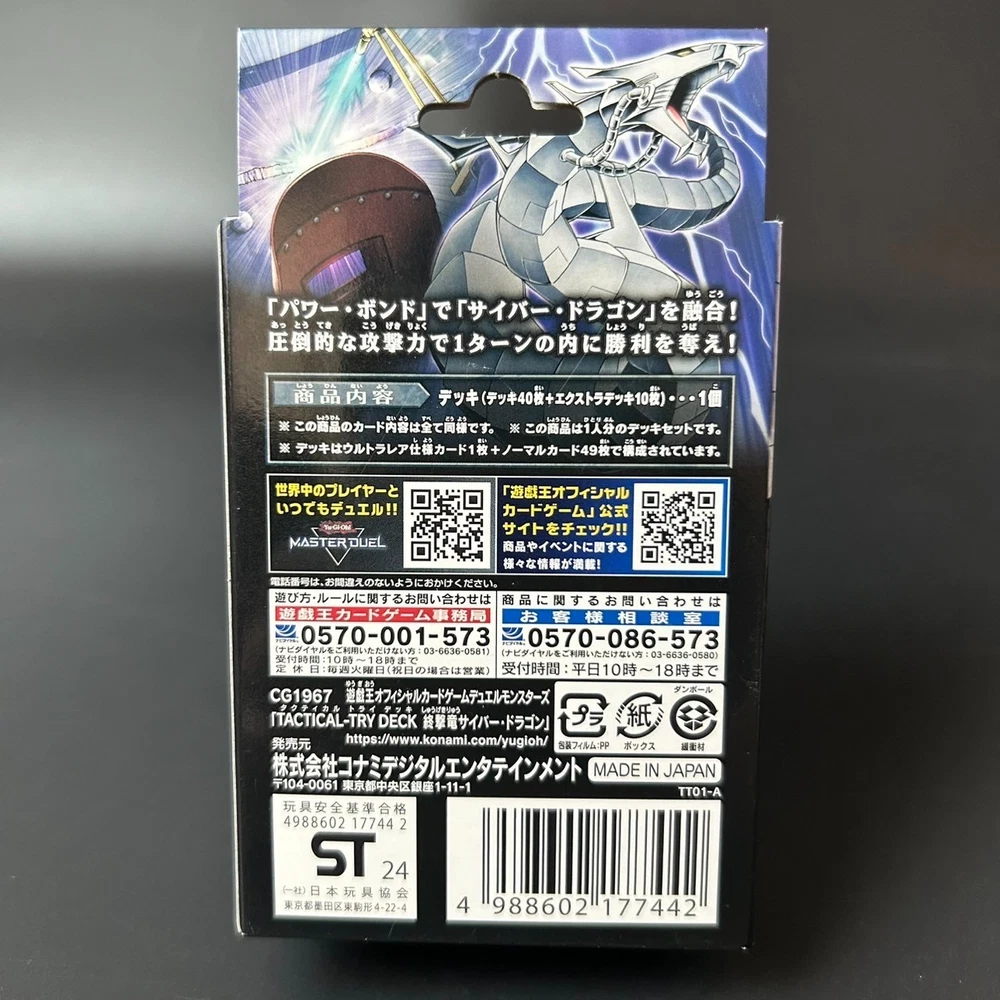 「パワー・ボンド」で「サイバー・ドラゴン」を融合!
圧倒的な攻撃力で1ターンの内に勝利を奪え!
商品内容
デッキ(デッキ40枚+エクストラデッキ10枚)・・・1個
※ この商品のカード内容は全て同様です。 ※ この商品は1人分のデッキセットです。
※ デッキはウルトラレア仕様カード1枚+ノーマルカード49枚で構成されています。
世界中のプレイヤーと
いつでもデュエル!!
Yu-Gi-Oh!
MASTER DUEL
「遊戯王オフィシャル
カードゲーム」公式
サイトをチェック!!
商品やイベントに関する
様々な情報が満載!
電話番号は、お間違えのないようにおかけください。
遊び方・ルールに関するお問い合わせは
遊戯王カードゲーム事務局
0570-001-573
(ナビダイヤルをご利用いただけない方:03-6636-0581)
受付時間:10時~18時まで
定 休 日:毎週火曜日(祝日の場合は営業)
商品に関するお問い合わせは
お客様相談室
0570-086-573
(ナビダイヤルをご利用いただけない方:03-6636-0580)
受付時間:平日10時~18時まで
CG1967 遊戯王オフィシャルカードゲームデュエルモンスターズ
「TACTICAL-TRY DECK 終撃竜サイバー・ドラゴン」
https://www.konami.com/yugioh/
プラ
包装フィルム:PP
紙
ボックス
ダンボール
緩衝材
発売元
株式会社コナミデジタルエンタテインメント
〒104-0061 東京都中央区銀座1-11-1
MADE IN JAPAN
TT01-A
玩具安全基準合格
4988602 17744 2
ST 24
(一社)日本玩具協会
東京都墨田区東駒形4-22-4
4 988602 177442